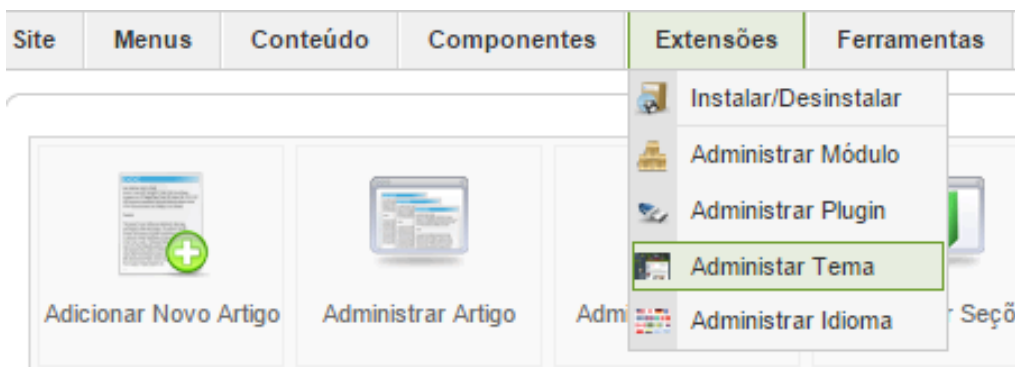 Site Menus Conteúdo Componentes Extensões Ferramentas
Instalar/Desinstalar
Administrar Módulo
Administrar Plugin
Administar Tema
Administrar Idioma
Adicionar Novo Artigo Administrar Artigo